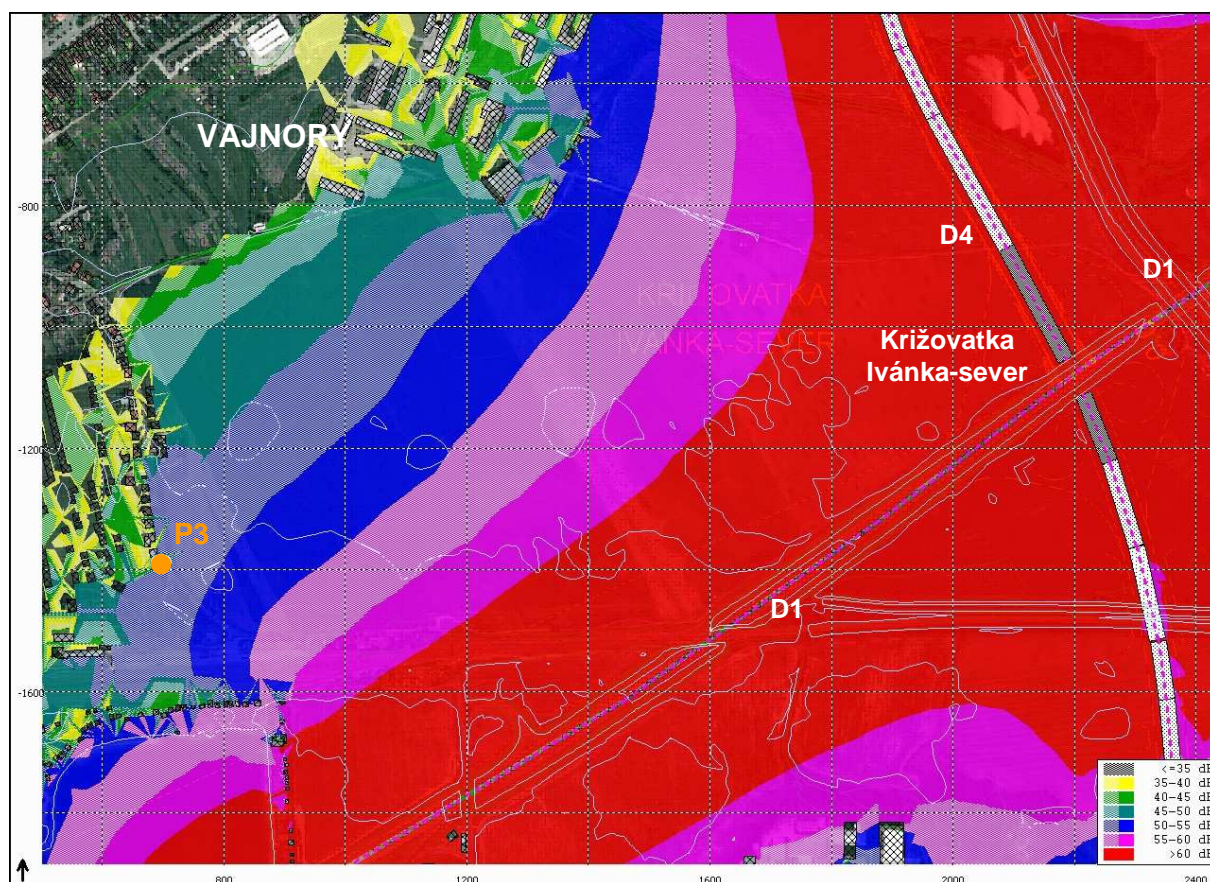 VAJNORY
-800
D4
D1
KRIŽOVATKA
IVANKA-SEVER
Križovatka
Ivánka-sever
-1200
P3
D1
-1600
<=35 dB
35-40 dB
40-45 dB
45-50 dB
50-55 dB
55-60 dB
>60 dB
800
1200
1600
2000
2400